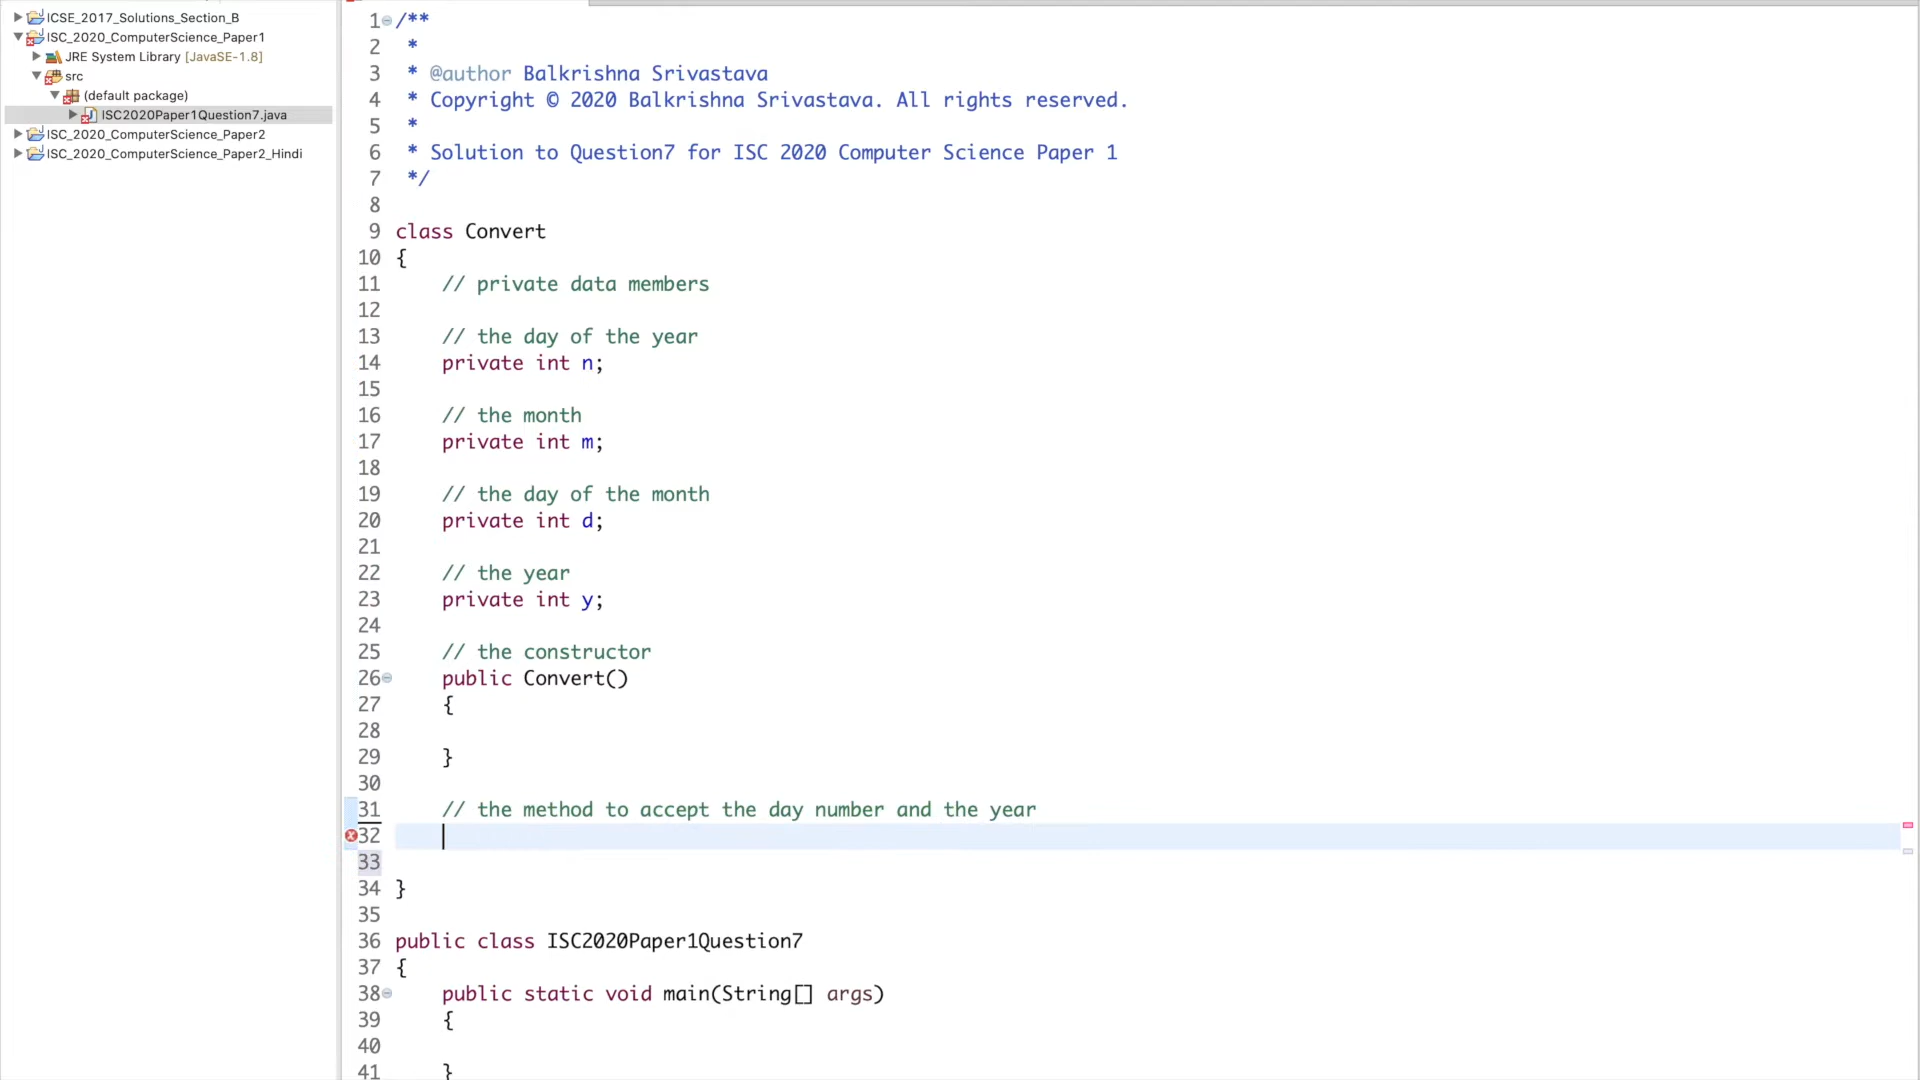 ICSE_2017_Solutions_Section_B
ISC_2020_ComputerScience_Paper1
JRE System Library [JavaSE-1.8]
src
(default package)
ISC2020Paper1Question7.java
ISC_2020_ComputerScience_Paper2
ISC_2020_ComputerScience_Paper2_Hindi
1 /**
2 *
3 * @author Balkrishna Srivastava
4 * Copyright © 2020 Balkrishna Srivastava. All rights reserved.
5 *
6 * Solution to Question7 for ISC 2020 Computer Science Paper 1
7 */
8
9 class Convert
10 {
11 // private data members
12
13 // the day of the year
14 private int n;
15
16 // the month
17 private int m;
18
19 // the day of the month
20 private int d;
21
22 // the year
23 private int y;
24
25 // the constructor
26 public Convert()
27 {
28
29 }
30
31 // the method to accept the day number and the year
32
33
34 }
35
36 public class ISC2020Paper1Question7
37 {
38 public static void main(String[] args)
39 {
40
41 }